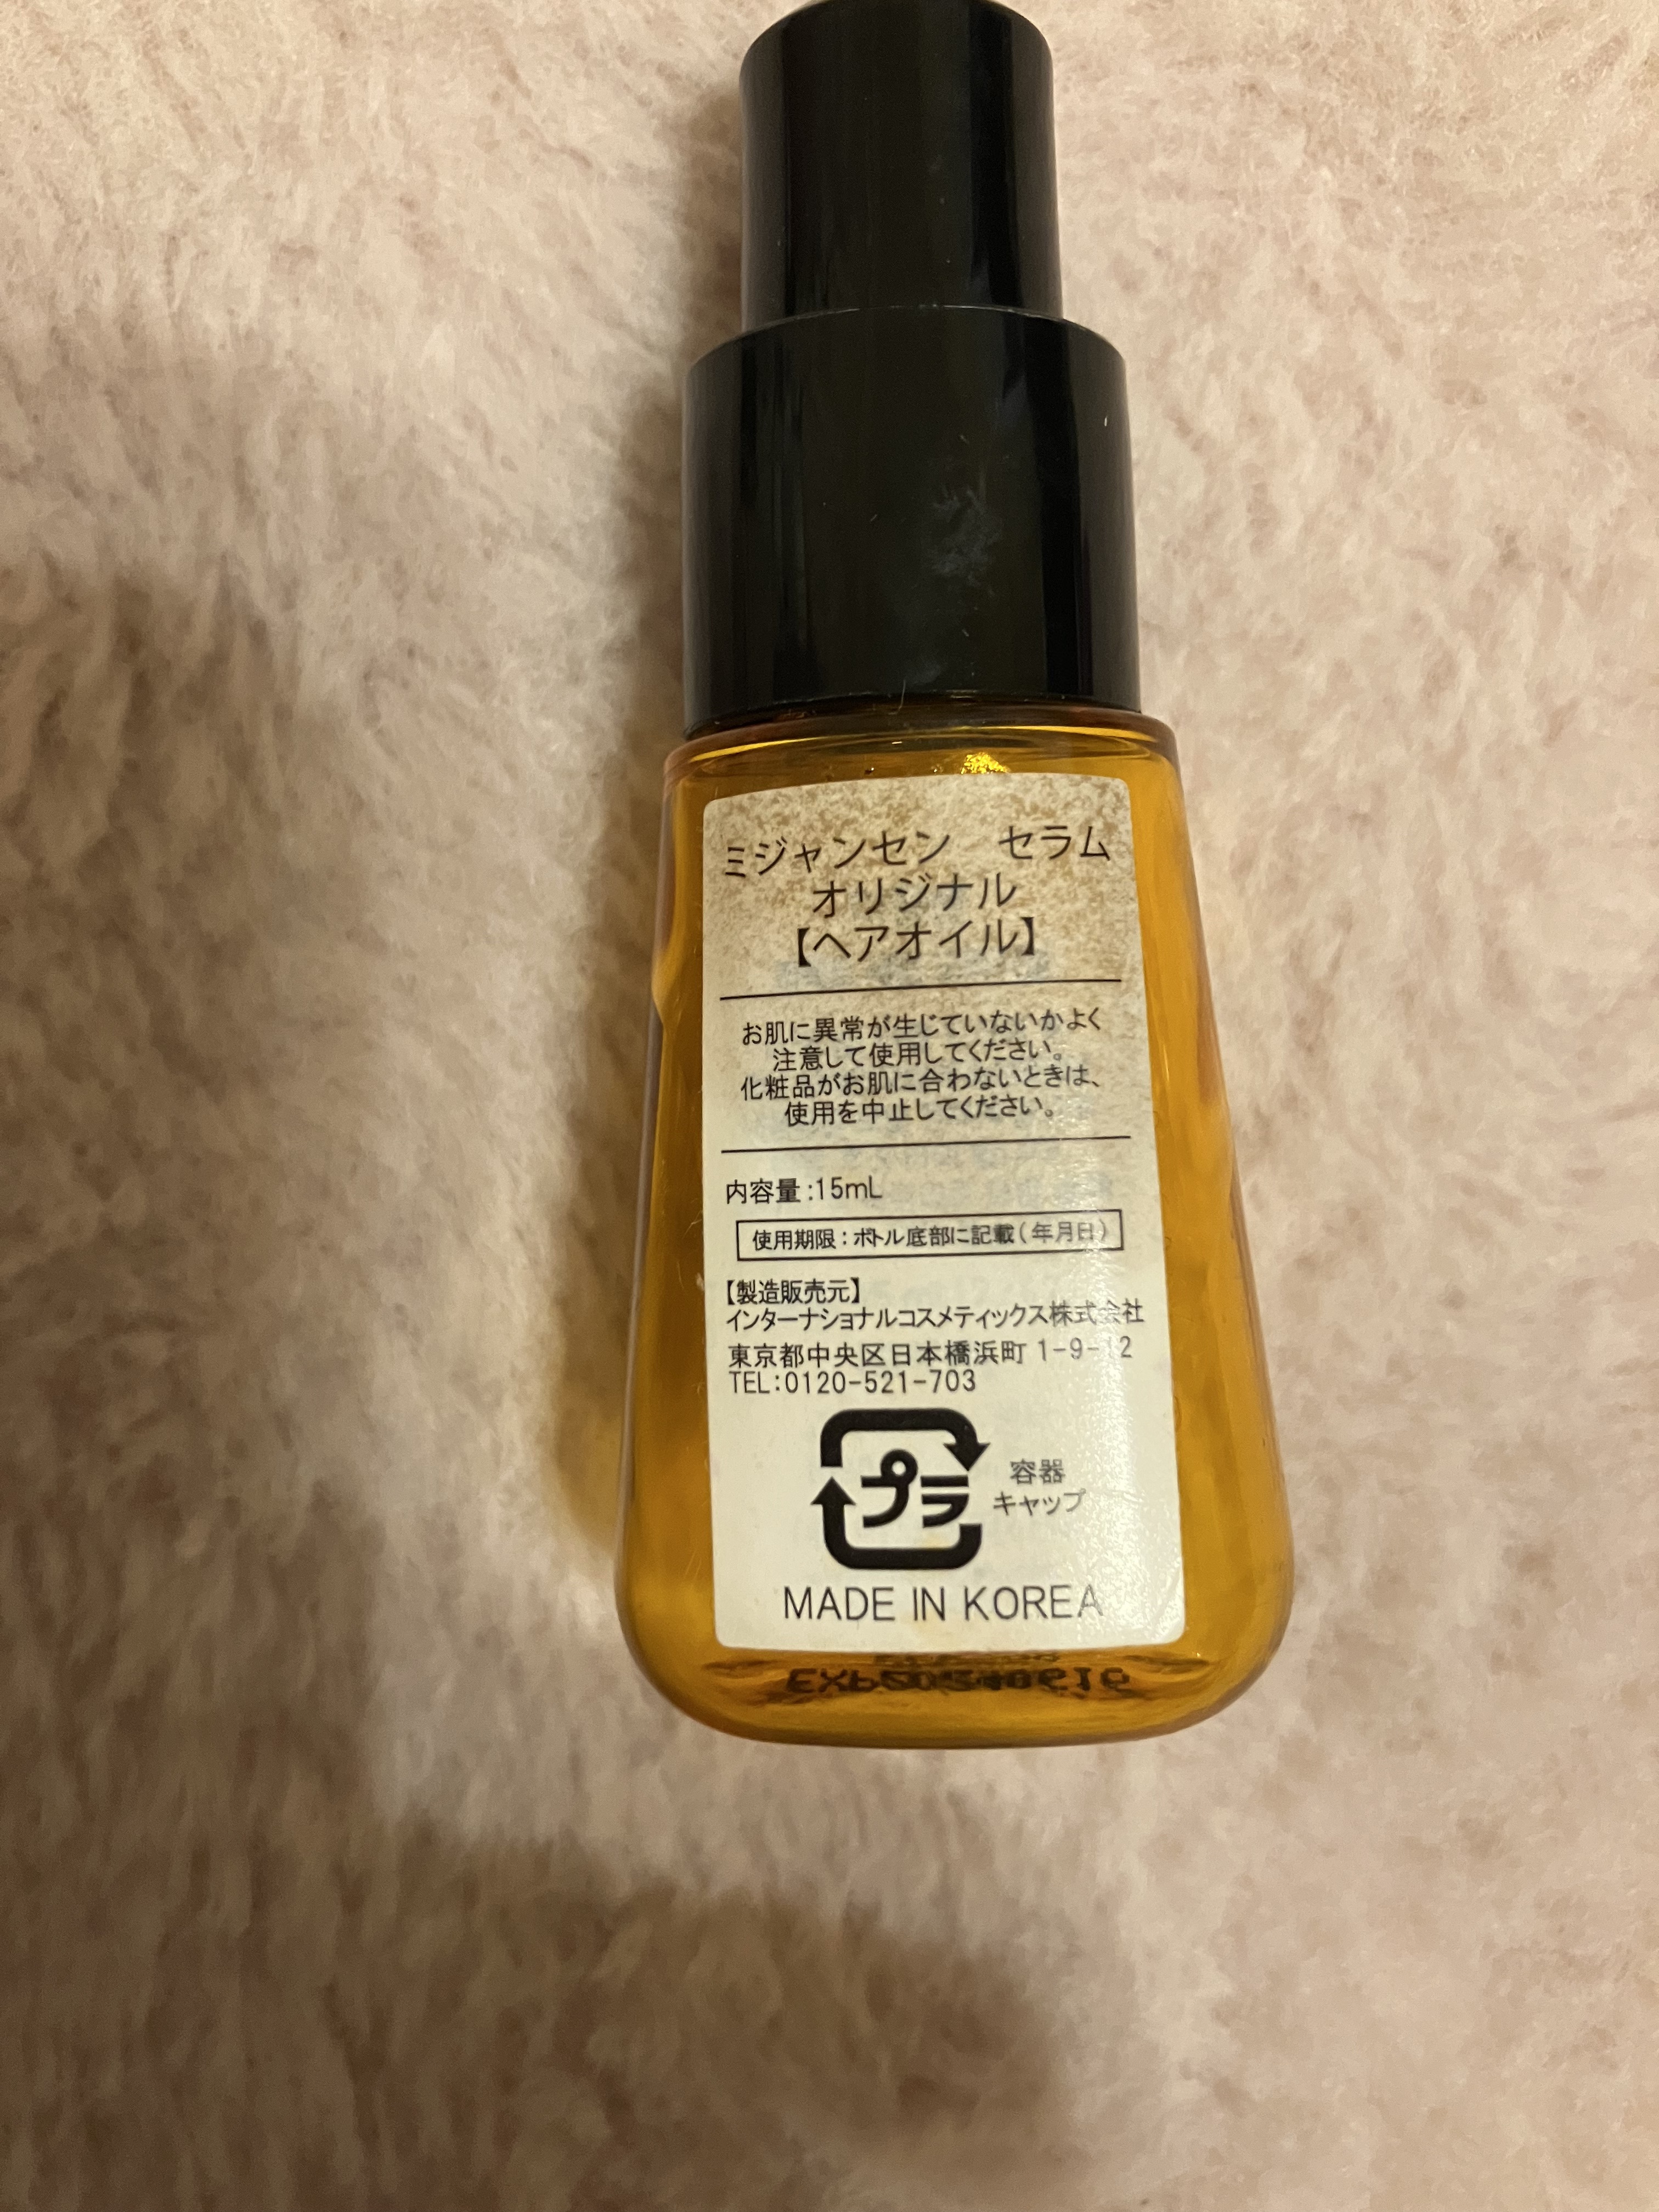 ミジャンセン　セラム
オリジナル
【ヘアオイル】
お肌に異常が生じていないかよく
注意して使用してください。
化粧品がお肌に合わないときは、
使用を中止してください。
内容量:15mL
使用期限：ボトル底部に記載（年月日）
【製造販売元】
インターナショナルコスメティックス株式会社
東京都中央区日本橋浜町 1-9-12
TEL:0120-521-703
プラ
容器
キャップ
MADE IN KOREA